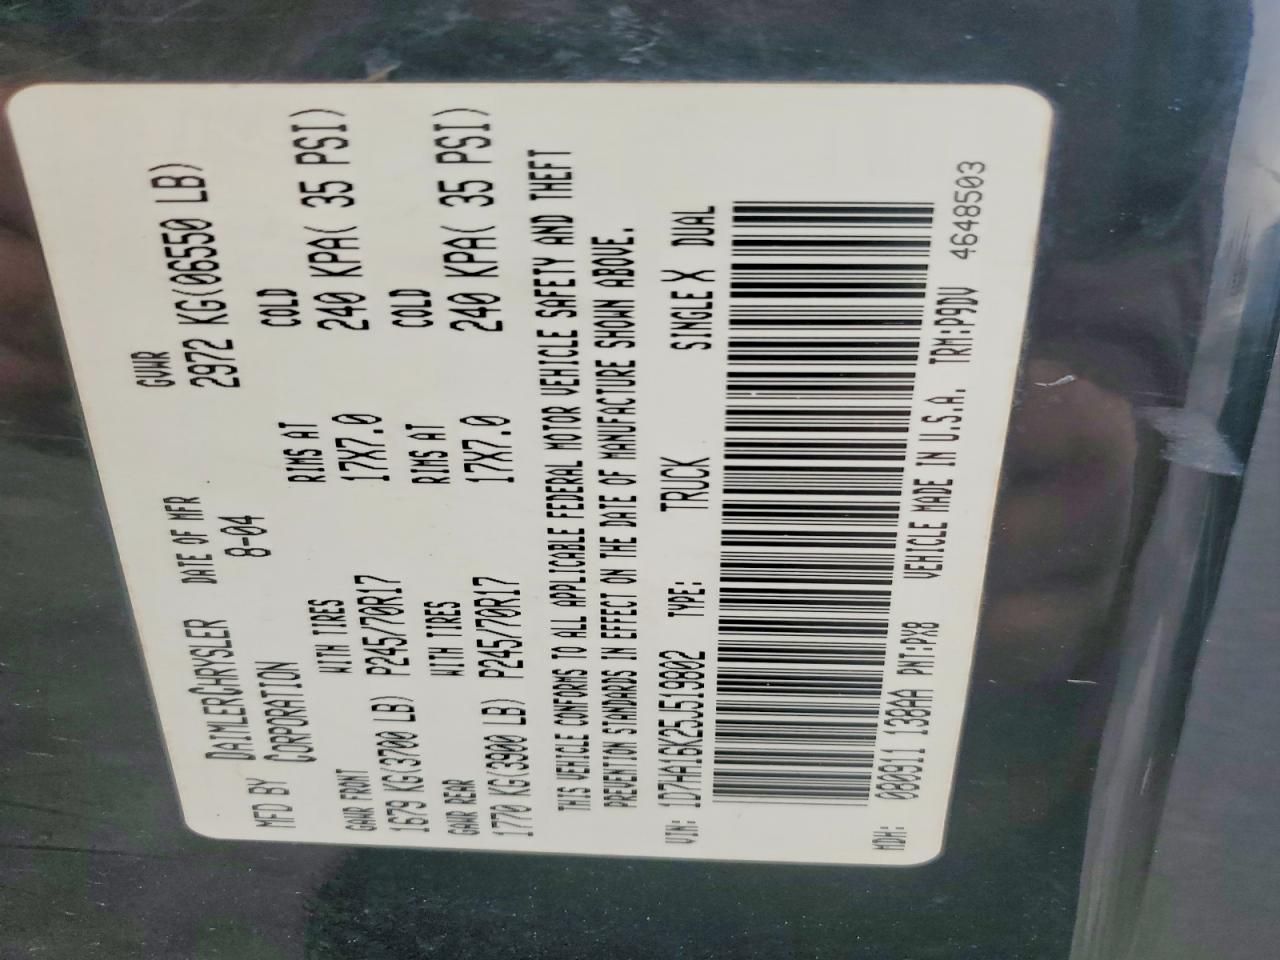 MFD BY DAIMLERCHRYSLER DATE OF MFR GVWR
CORPORATION 8-04 2972 KG(06550 LB)
GAWR FRONT WITH TIRES RIMS AT COLD
1679 KG(3700 LB) P245/70R17 17X7.0 240 KPA( 35 PSI)
GAWR REAR WITH TIRES RIMS AT COLD
1770 KG(3900 LB) P245/70R17 17X7.0 240 KPA( 35 PSI)
THIS VEHICLE CONFORMS TO ALL APPLICABLE FEDERAL MOTOR VEHICLE SAFETY AND THEFT
PREVENTION STANDARDS IN EFFECT ON THE DATE OF MANUFACTURE SHOWN ABOVE.
VIN: 1D7HA16K25J519802 TYPE: TRUCK SINGLE X DUAL
MDH: 080911 138AA PNT:PX8 VEHICLE MADE IN U.S.A. TRM:P9DV 4648503